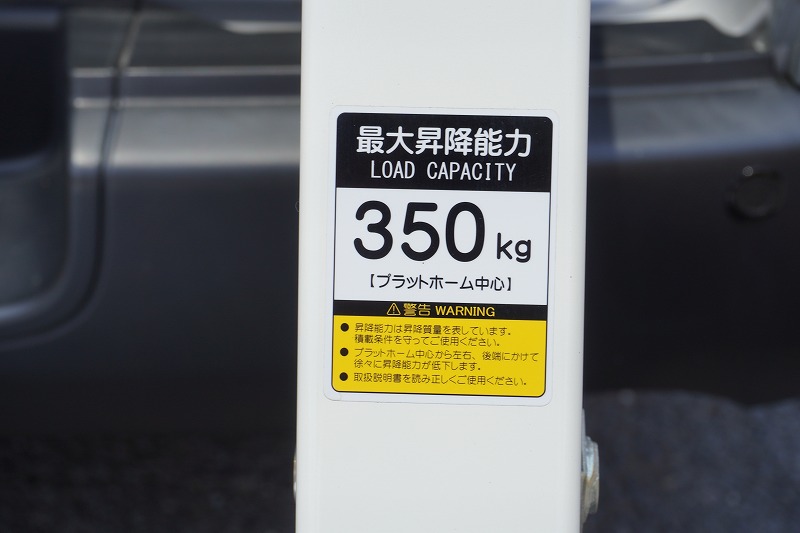 最大昇降能力
LOAD CAPACITY
350kg
【プラットホーム中心】
⚠警告 WARNING
● 昇降能力は昇降質量を表しています。
積載条件を守ってご使用ください。
● プラットホーム中心から左右、後端にかけて
徐々に昇降能力が低下します。
● 取扱説明書を読み正しくご使用ください。